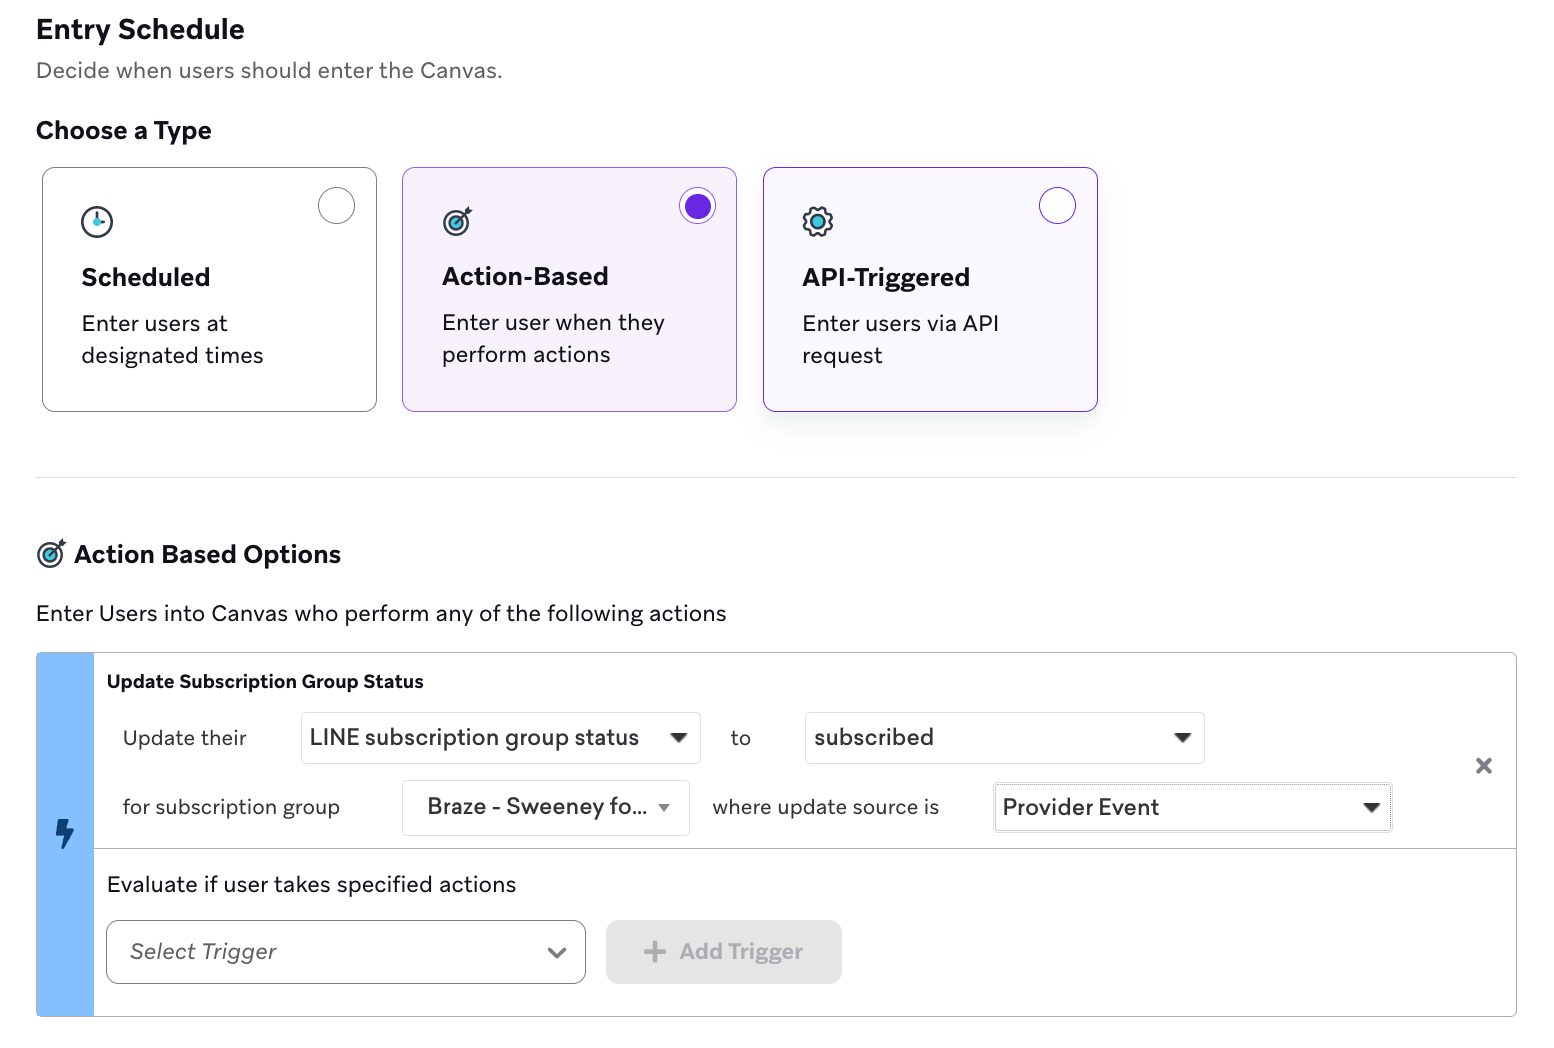 Entry Schedule
Decide when users should enter the Canvas.
Choose a Type
Scheduled
Enter users at
designated times
Action-Based
Enter user when they
perform actions
API-Triggered
Enter users via API
request
Action Based Options
Enter Users into Canvas who perform any of the following actions
Update Subscription Group Status
Update their LINE subscription group status to subscribed
for subscription group Braze - Sweeney fo... where update source is Provider Event
Evaluate if user takes specified actions
Select Trigger + Add Trigger